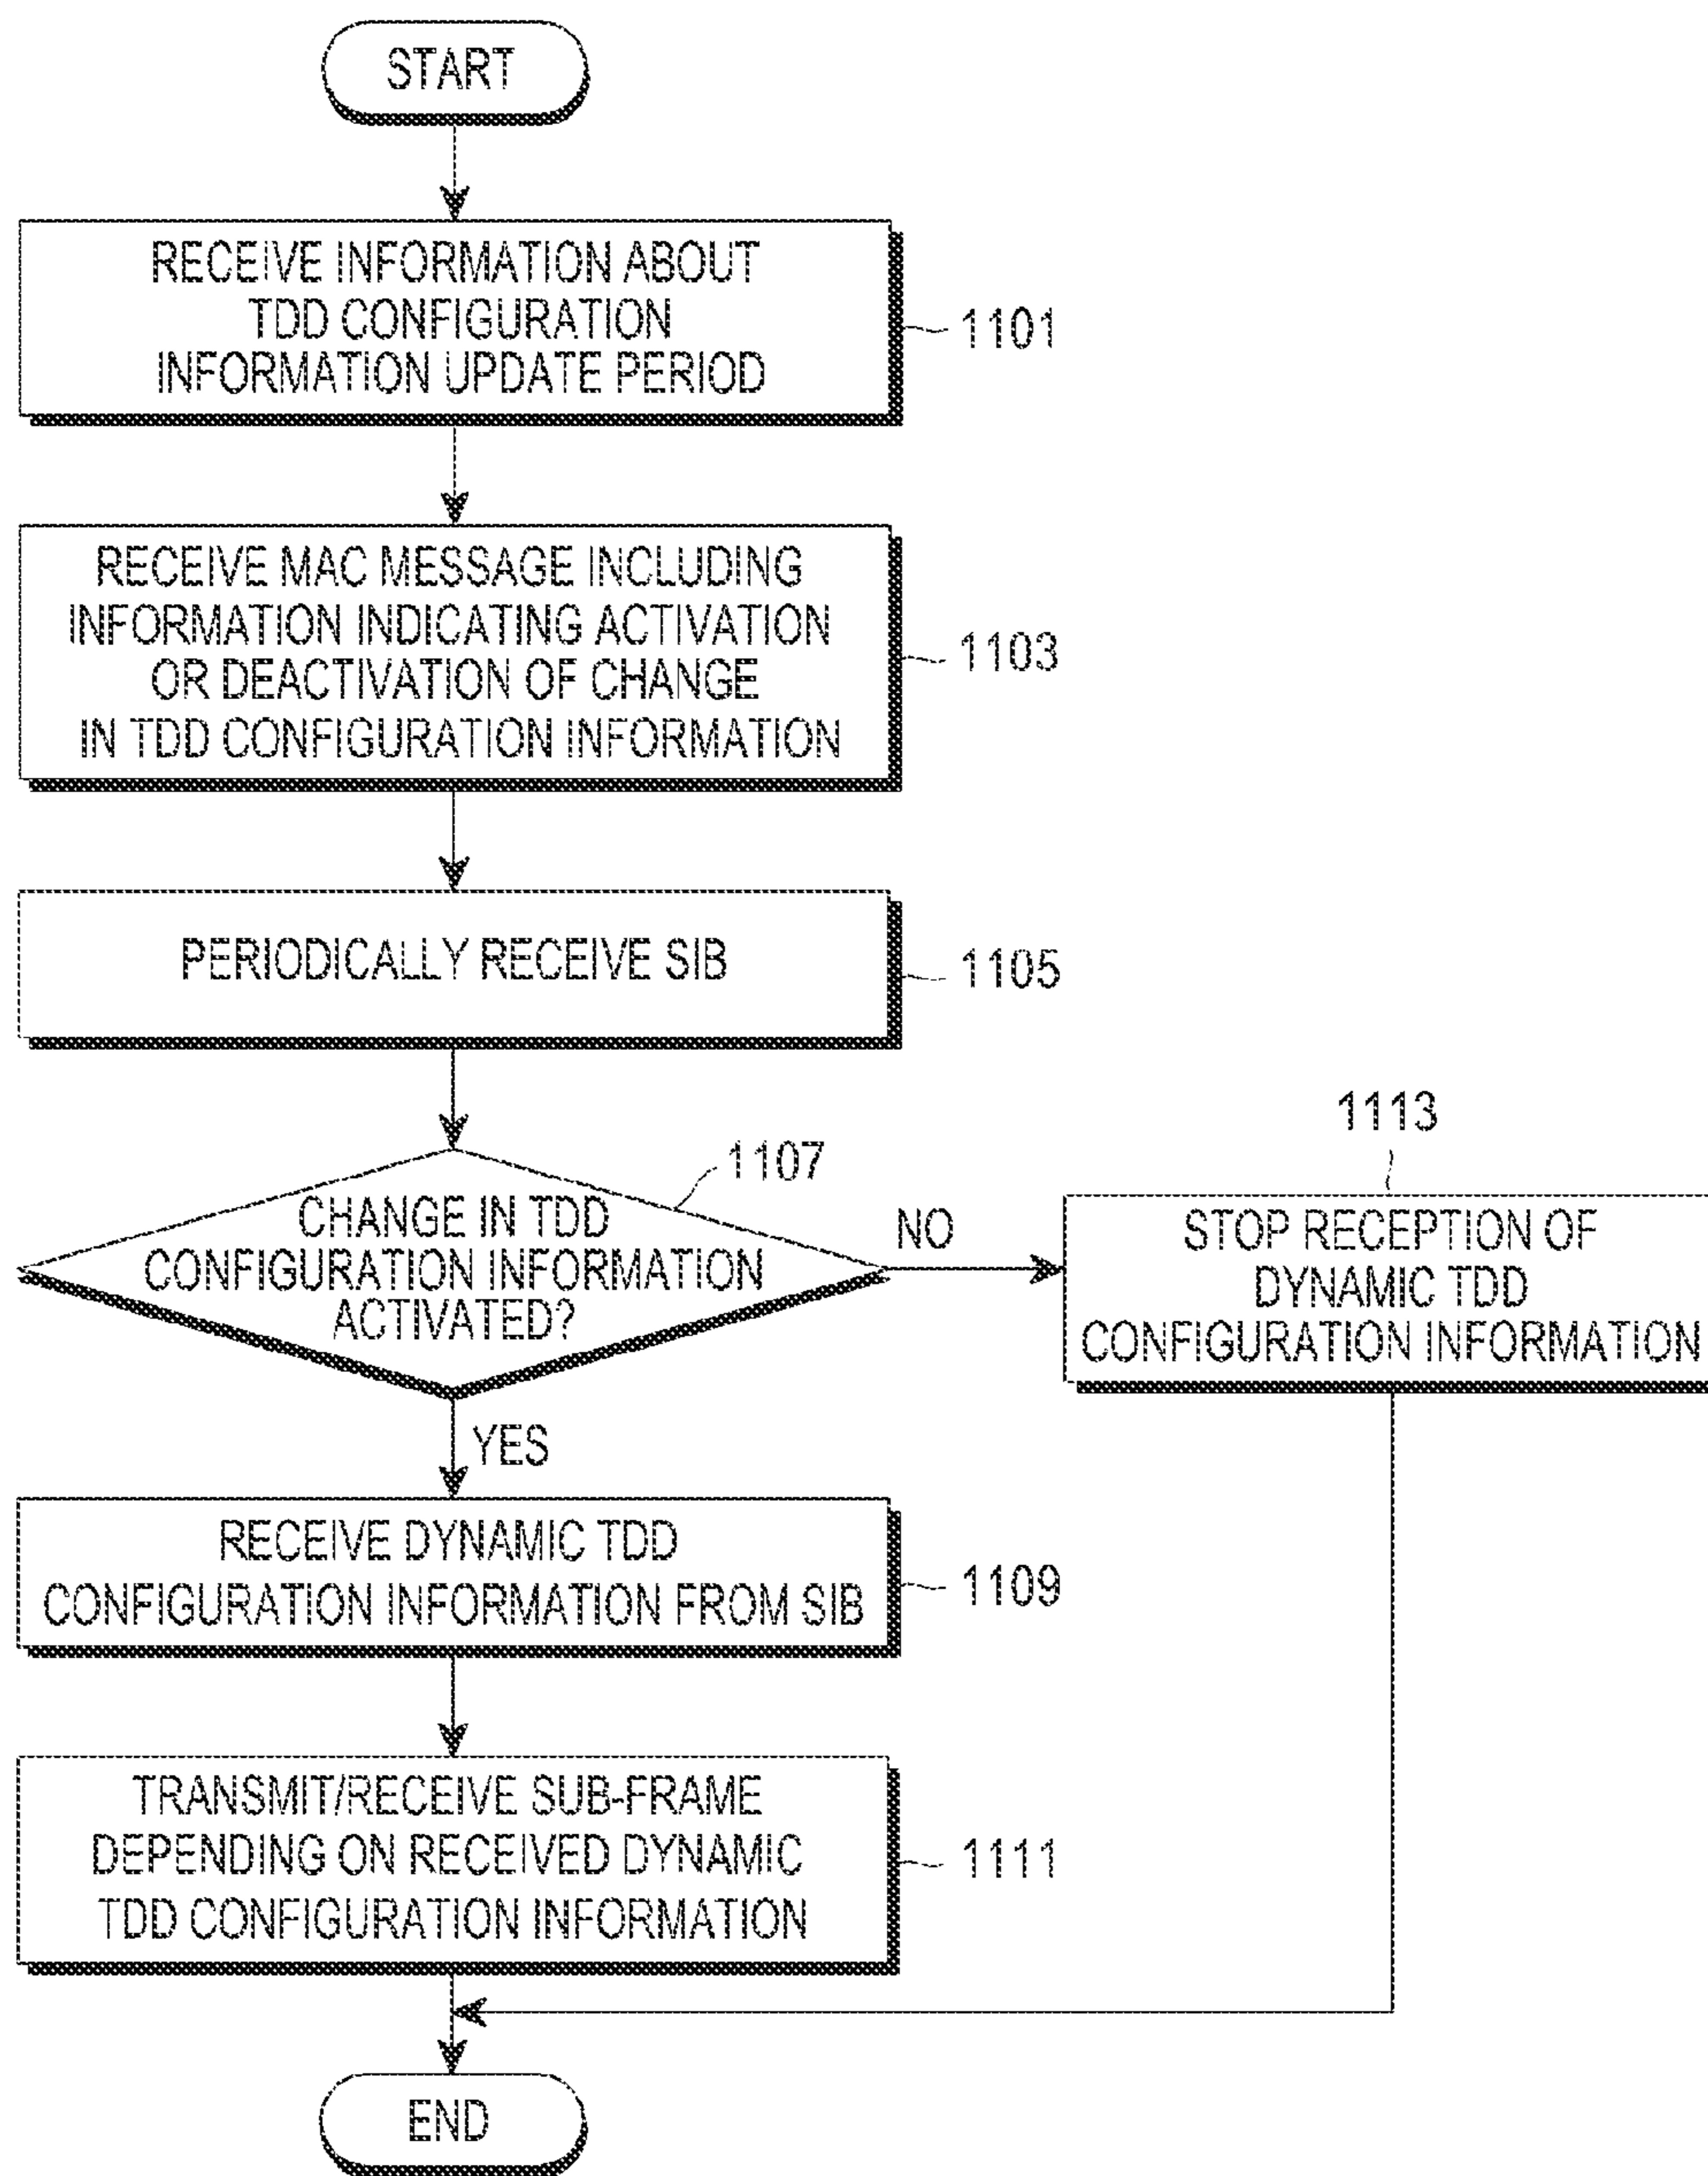 START
RECEIVE INFORMATION ABOUT
TDD CONFIGURATION
INFORMATION UPDATE PERIOD
1101
RECEIVE MAC MESSAGE INCLUDING
INFORMATION INDICATING ACTIVATION
OR DEACTIVATION OF CHANGE
IN TDD CONFIGURATION INFORMATION
1103
PERIODICALLY RECEIVE SIB
1105
CHANGE IN TDD
CONFIGURATION INFORMATION
ACTIVATED?
1107
NO
1113
STOP RECEPTION OF
DYNAMIC TDD
CONFIGURATION INFORMATION
YES
RECEIVE DYNAMIC TDD
CONFIGURATION INFORMATION FROM SIB
1109
TRANSMIT/RECEIVE SUB-FRAME
DEPENDING ON RECEIVED DYNAMIC
TDD CONFIGURATION INFORMATION
1111
END